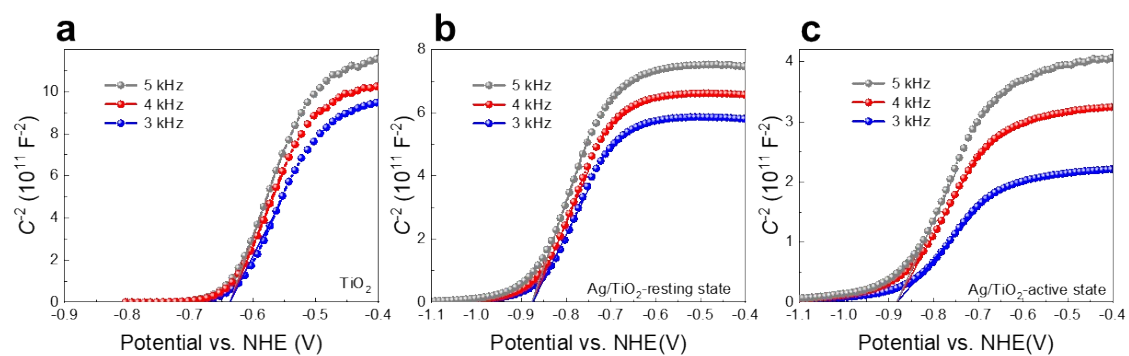 a
12
10
8
6
4
2
0
-0.9
-0.8
-0.7
-0.6
-0.5
-0.4
C⁻² (10¹¹ F⁻²)
Potential vs. NHE (V)
5 kHz
4 kHz
3 kHz
TiO₂
b
8
6
4
2
0
-1.1
-1.0
-0.9
-0.8
-0.7
-0.6
-0.5
-0.4
C⁻² (10¹¹ F⁻²)
Potential vs. NHE(V)
5 kHz
4 kHz
3 kHz
Ag/TiO₂-resting state
c
4
3
2
1
0
-1.1
-1.0
-0.9
-0.8
-0.7
-0.6
-0.5
-0.4
C⁻² (10¹¹ F⁻²)
Potential vs. NHE(V)
5 kHz
4 kHz
3 kHz
Ag/TiO₂-active state